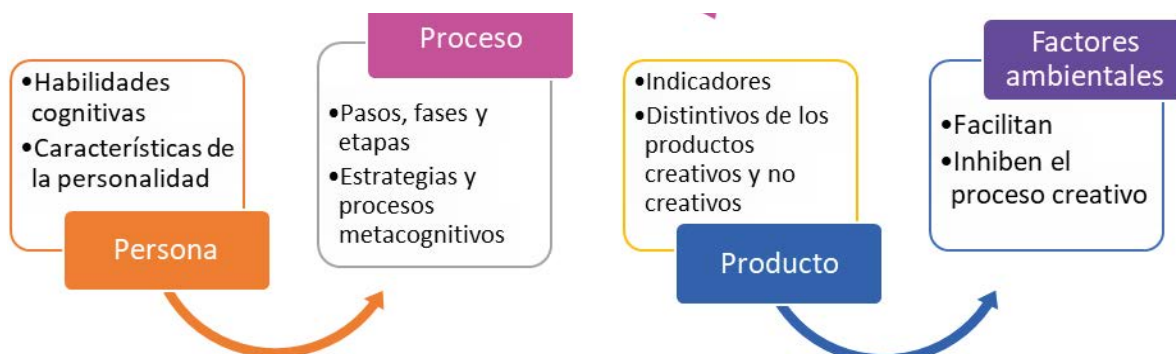 •Habilidades
cognitivas
•Características de
la personalidad
Persona
Proceso
•Pasos, fases y
etapas
•Estrategias y
procesos
metacognitivos
•Indicadores
•Distintivos de los
productos
creativos y no
creativos
Producto
Factores
ambientales
•Facilitan
•Inhiben el
proceso creativo